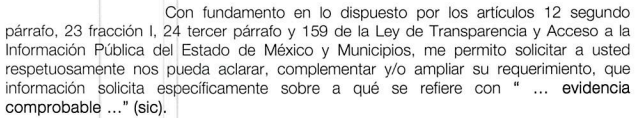 Con fundamento en lo dispuesto por los artículos 12 segundo
párrafo, 23 fracción I, 24 tercer párrafo y 159 de la Ley de Transparencia y Acceso a la
Información Pública del Estado de México y Municipios, me permito solicitar a usted
respetuosamente nos pueda aclarar, complementar y/o ampliar su requerimiento, que
información solicita específicamente sobre a qué se refiere con “ ... evidencia
comprobable ...” (sic).